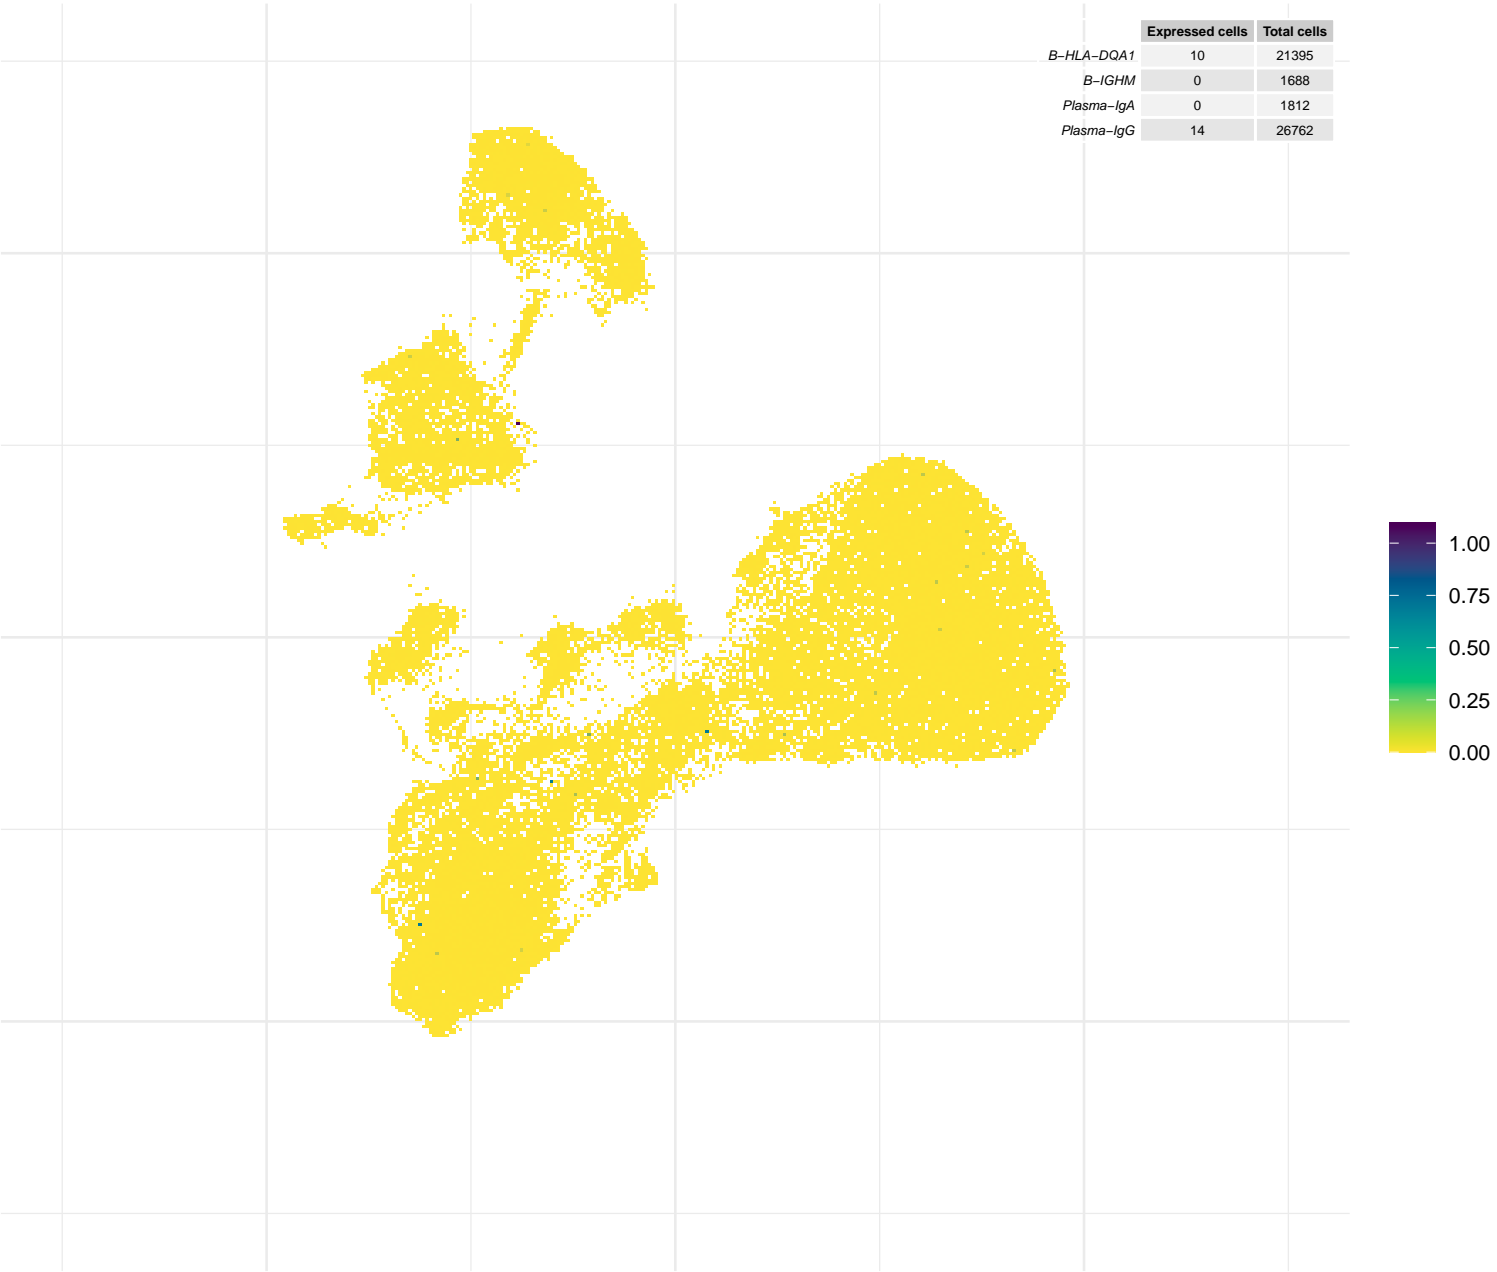 Expressed cells Total cells
B−HLA−DQA1 10 21395
B−IGHM 0 1688
Plasma−IgA 0 1812
Plasma−IgG 14 26762
1.00
0.75
0.50
0.25
0.00